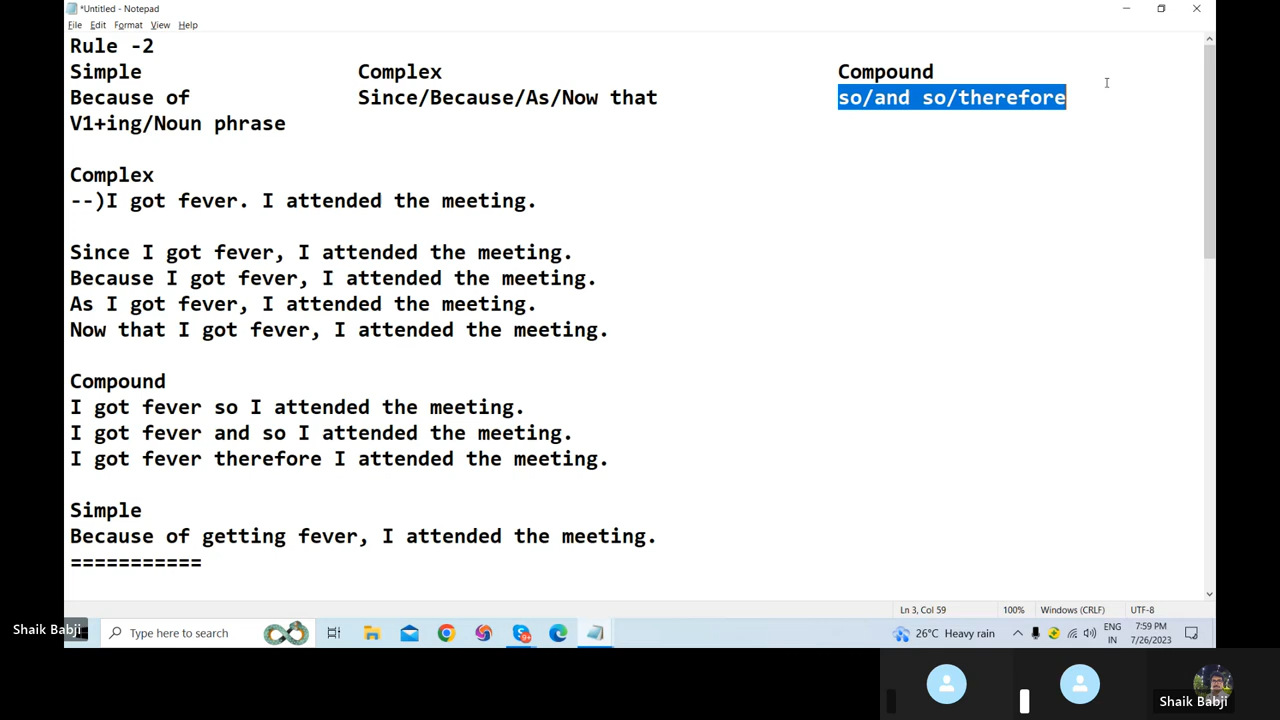 *Untitled - Notepad
File Edit Format View Help
Rule -2
Simple Complex Compound
Because of Since/Because/As/Now that so/and so/therefore
V1+ing/Noun phrase
Complex
--)I got fever. I attended the meeting.
Since I got fever, I attended the meeting.
Because I got fever, I attended the meeting.
As I got fever, I attended the meeting.
Now that I got fever, I attended the meeting.
Compound
I got fever so I attended the meeting.
I got fever and so I attended the meeting.
I got fever therefore I attended the meeting.
Simple
Because of getting fever, I attended the meeting.
===========
Ln 3, Col 59 100% Windows (CRLF) UTF-8
Shaik Babji
Type here to search
26°C Heavy rain
ENG
IN
7:59 PM
7/26/2023
Shaik Babji